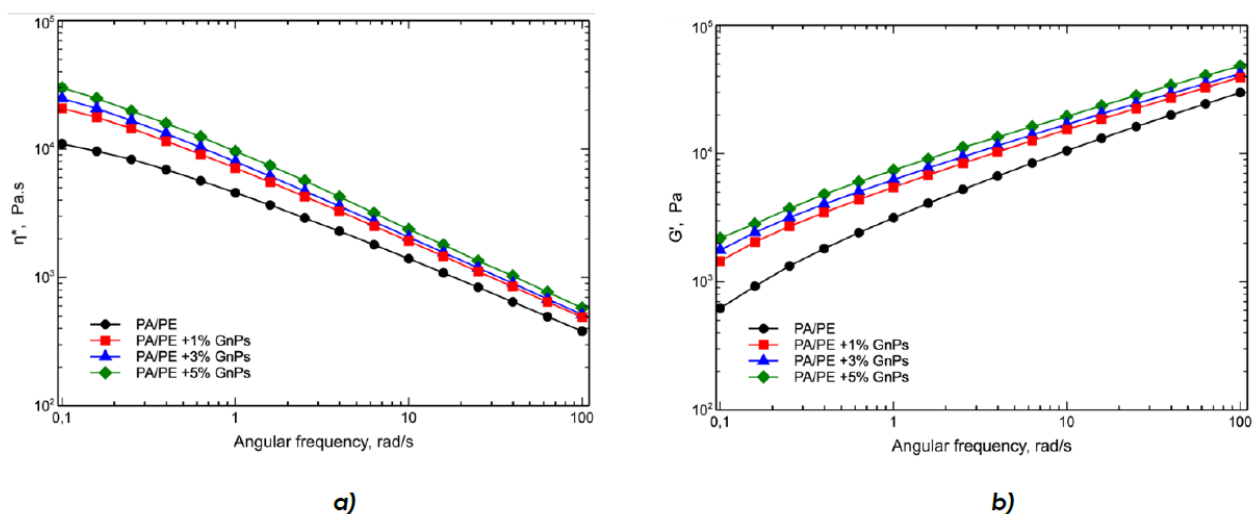 10⁵
10⁴
10³
10²
η*, Pa.s
PA/PE
PA/PE +1% GnPs
PA/PE +3% GnPs
PA/PE +5% GnPs
0,1 1 10 100
Angular frequency, rad/s
a)
10⁵
10⁴
10³
10²
G', Pa
PA/PE
PA/PE +1% GnPs
PA/PE +3% GnPs
PA/PE +5% GnPs
0,1 1 10 100
Angular frequency, rad/s
b)